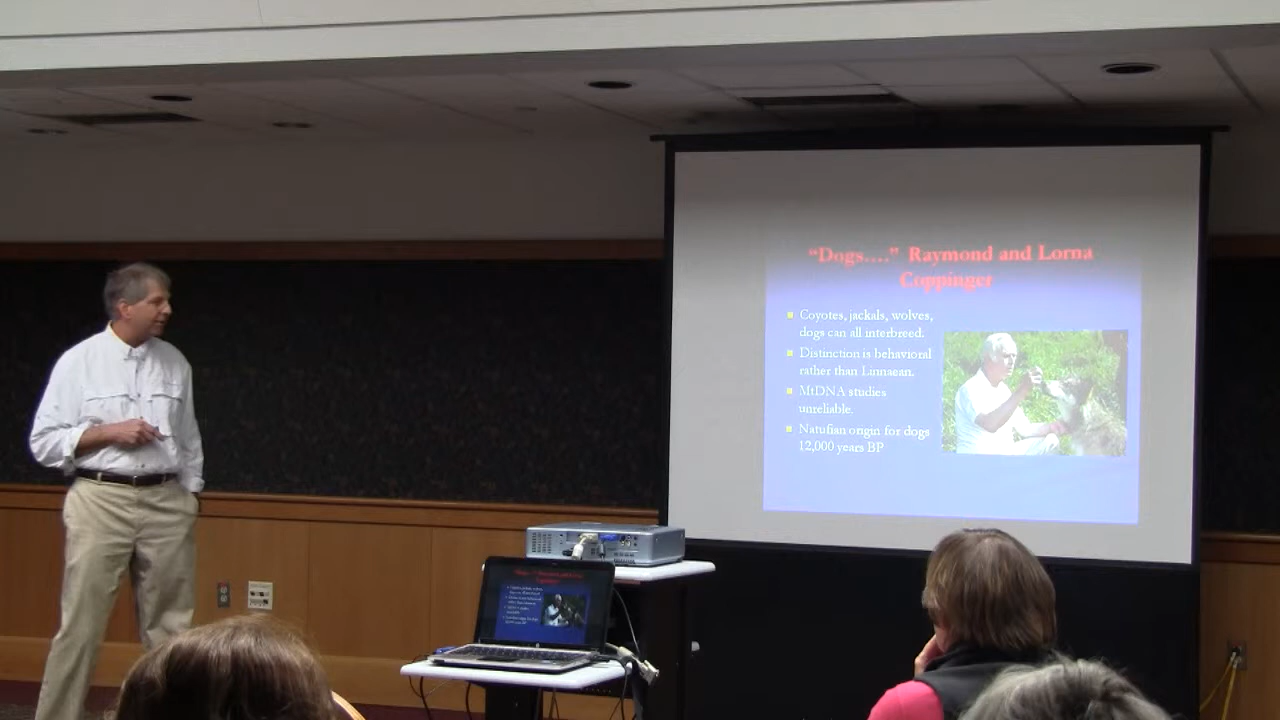 “Dogs….” Raymond and Lorna
Coppinger
Coyotes, jackals, wolves,
dogs can all interbreed.
Distinction is behavioral
rather than Linnaean.
MtDNA studies
unreliable.
Natufian origin for dogs
12,000 years BP